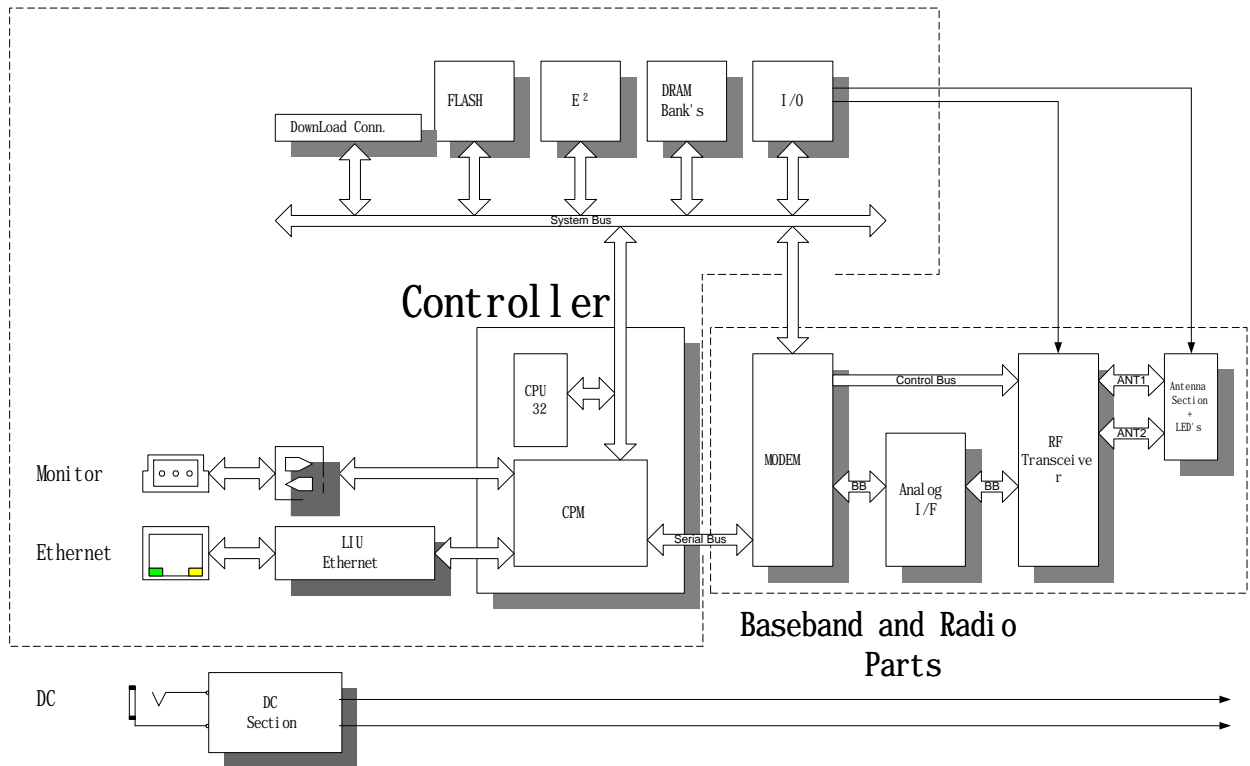 FLASH
E²
DRAM
Bank's
I/O
DownLoad Conn.
System Bus
Controller
CPU
32
MODEM
Control Bus
RF
Transceive
r
ANT1
ANT2
Antenna
Section
+
LED's
Monitor
CPM
BB
Analog
I/F
BB
Serial Bus
Ethernet
LIU
Ethernet
Baseband and Radio
Parts
DC
DC
Section